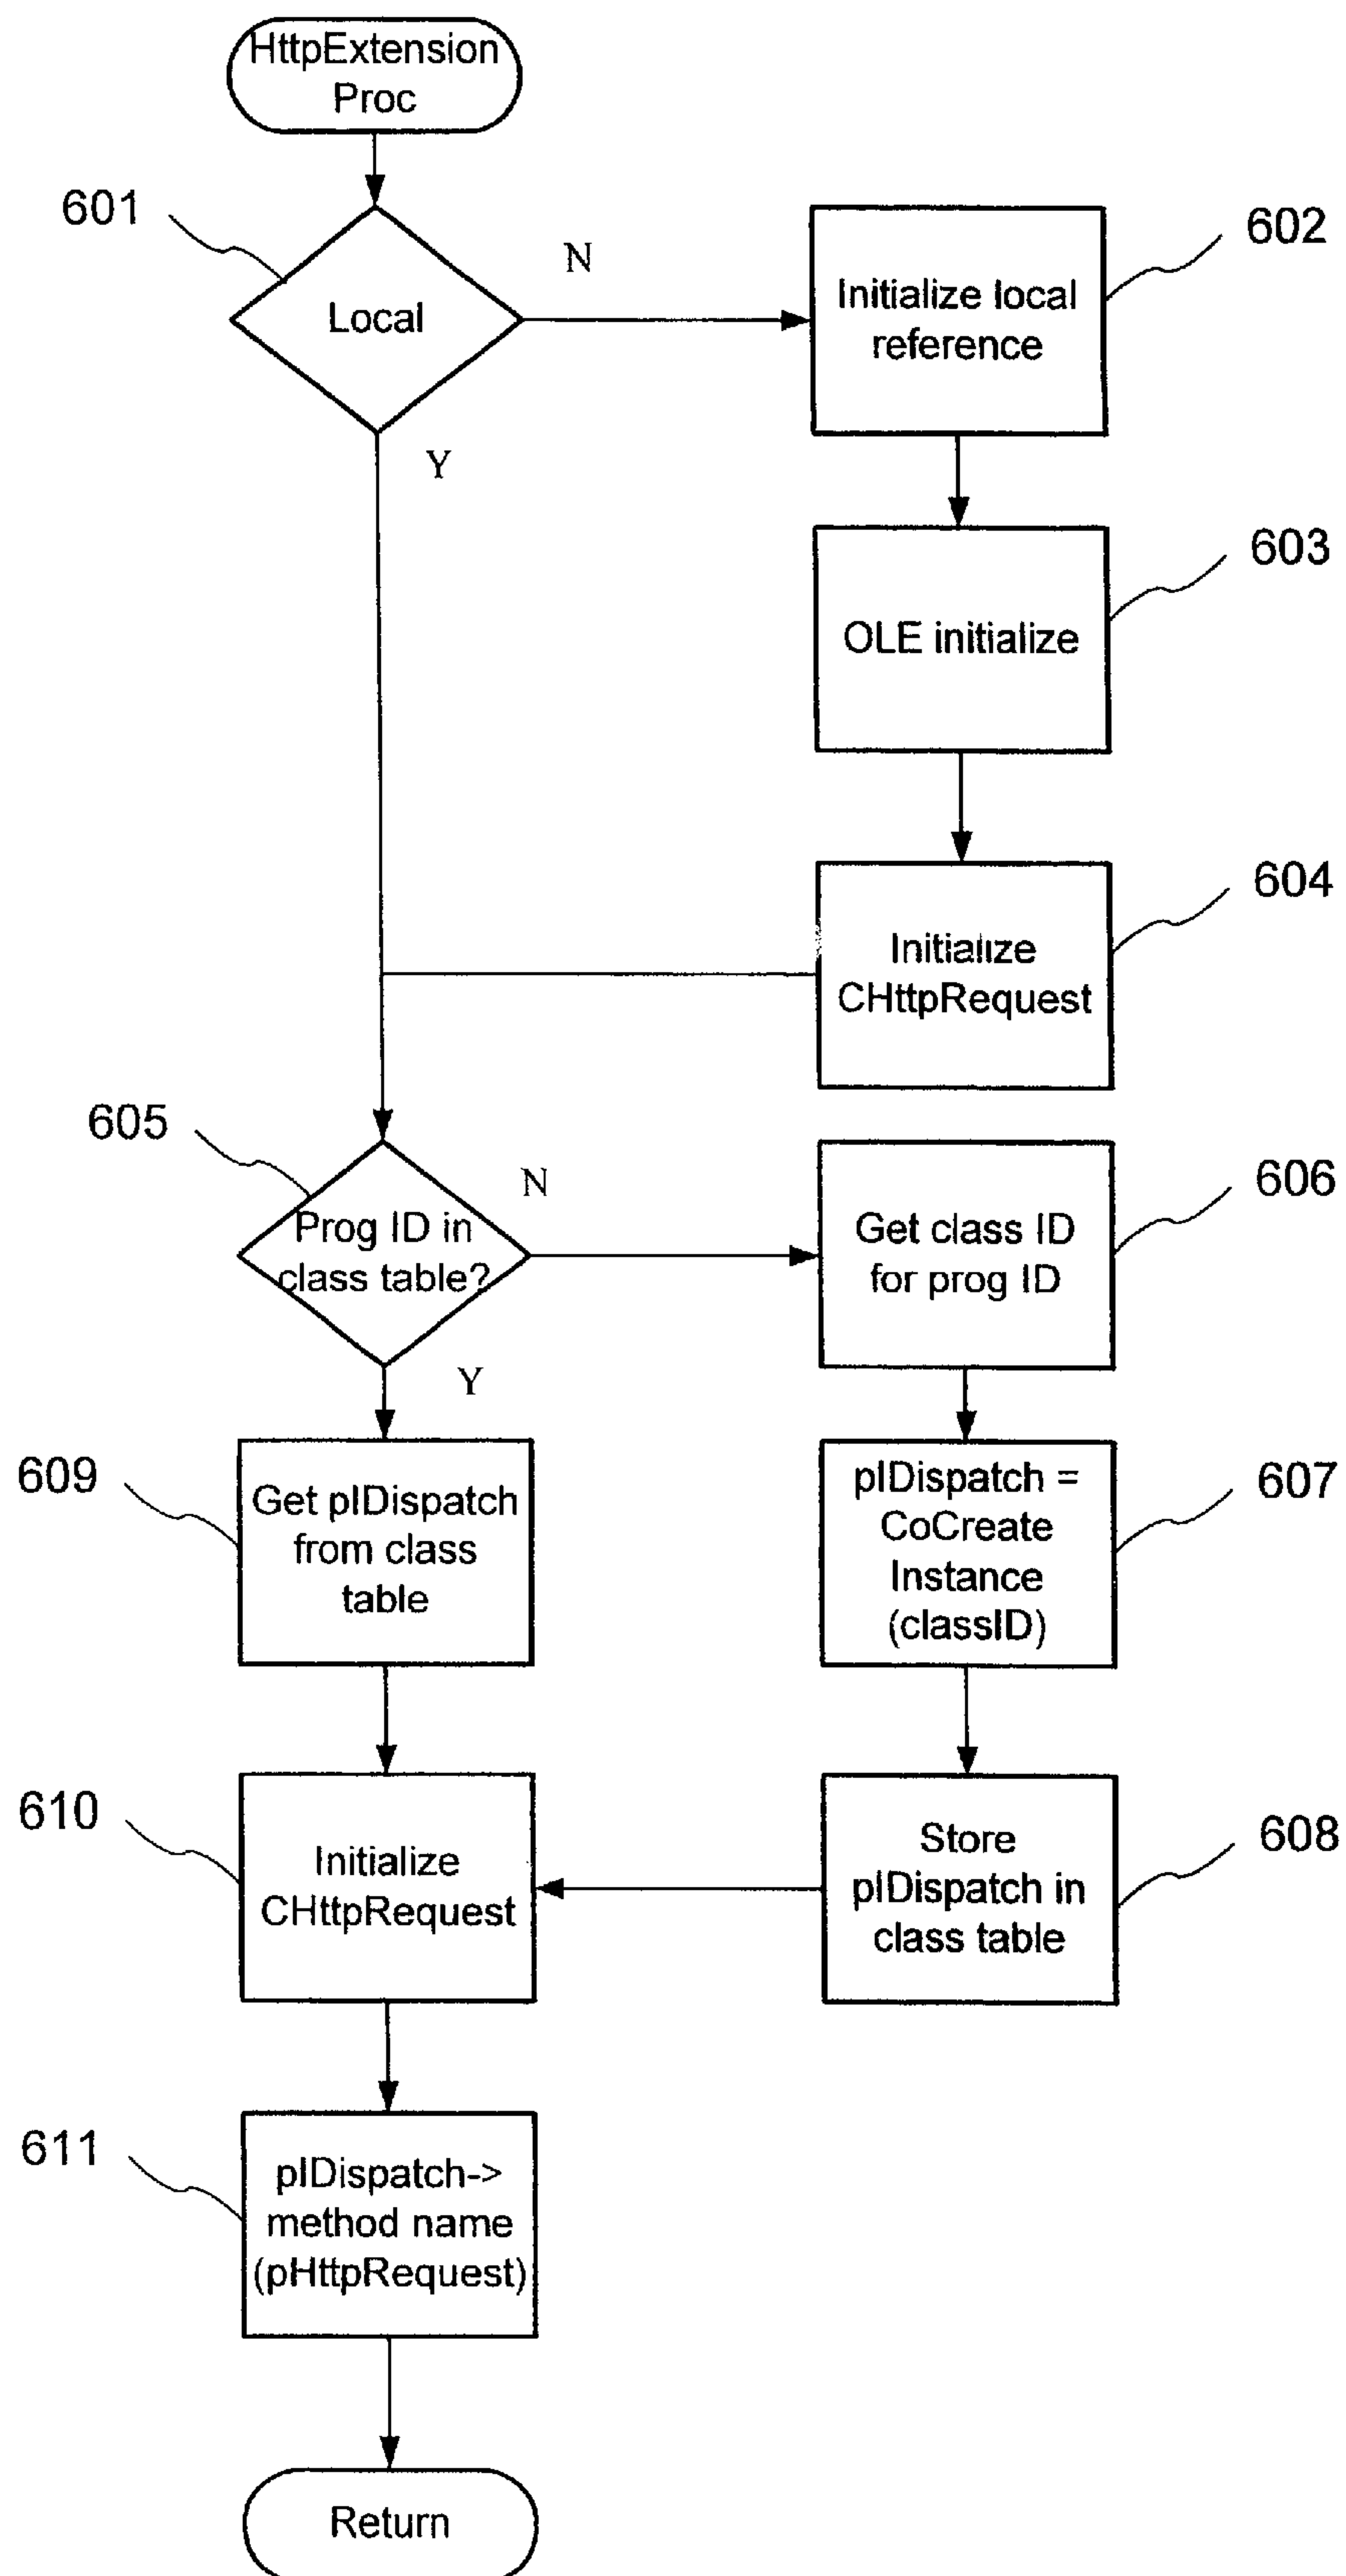 HttpExtension
Proc
601
Local
N
Y
602
Initialize local
reference
603
OLE initialize
604
Initialize
CHttpRequest
605
Prog ID in
class table?
N
Y
606
Get class ID
for prog ID
607
pIDispatch =
CoCreate
Instance
(classID)
608
Store
pIDispatch in
class table
609
Get pIDispatch
from class
table
610
Initialize
CHttpRequest
611
pIDispatch->
method name
(pHttpRequest)
Return